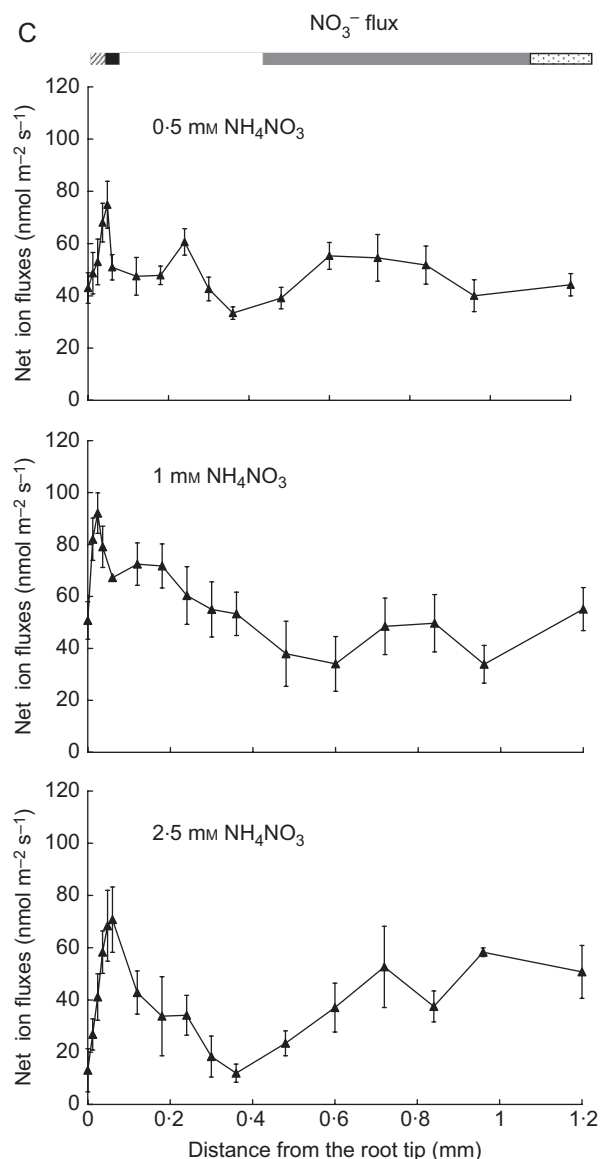 C
NO₃⁻ flux
Net ion fluxes (nmol m⁻² s⁻¹)
120
100
80
60
40
20
0
0·5 mM NH₄NO₃
Net ion fluxes (nmol m⁻² s⁻¹)
120
100
80
60
40
20
0
1 mM NH₄NO₃
Net ion fluxes (nmol m⁻² s⁻¹)
120
100
80
60
40
20
0
2·5 mM NH₄NO₃
0 0·2 0·4 0·6 0·8 1 1·2
Distance from the root tip (mm)